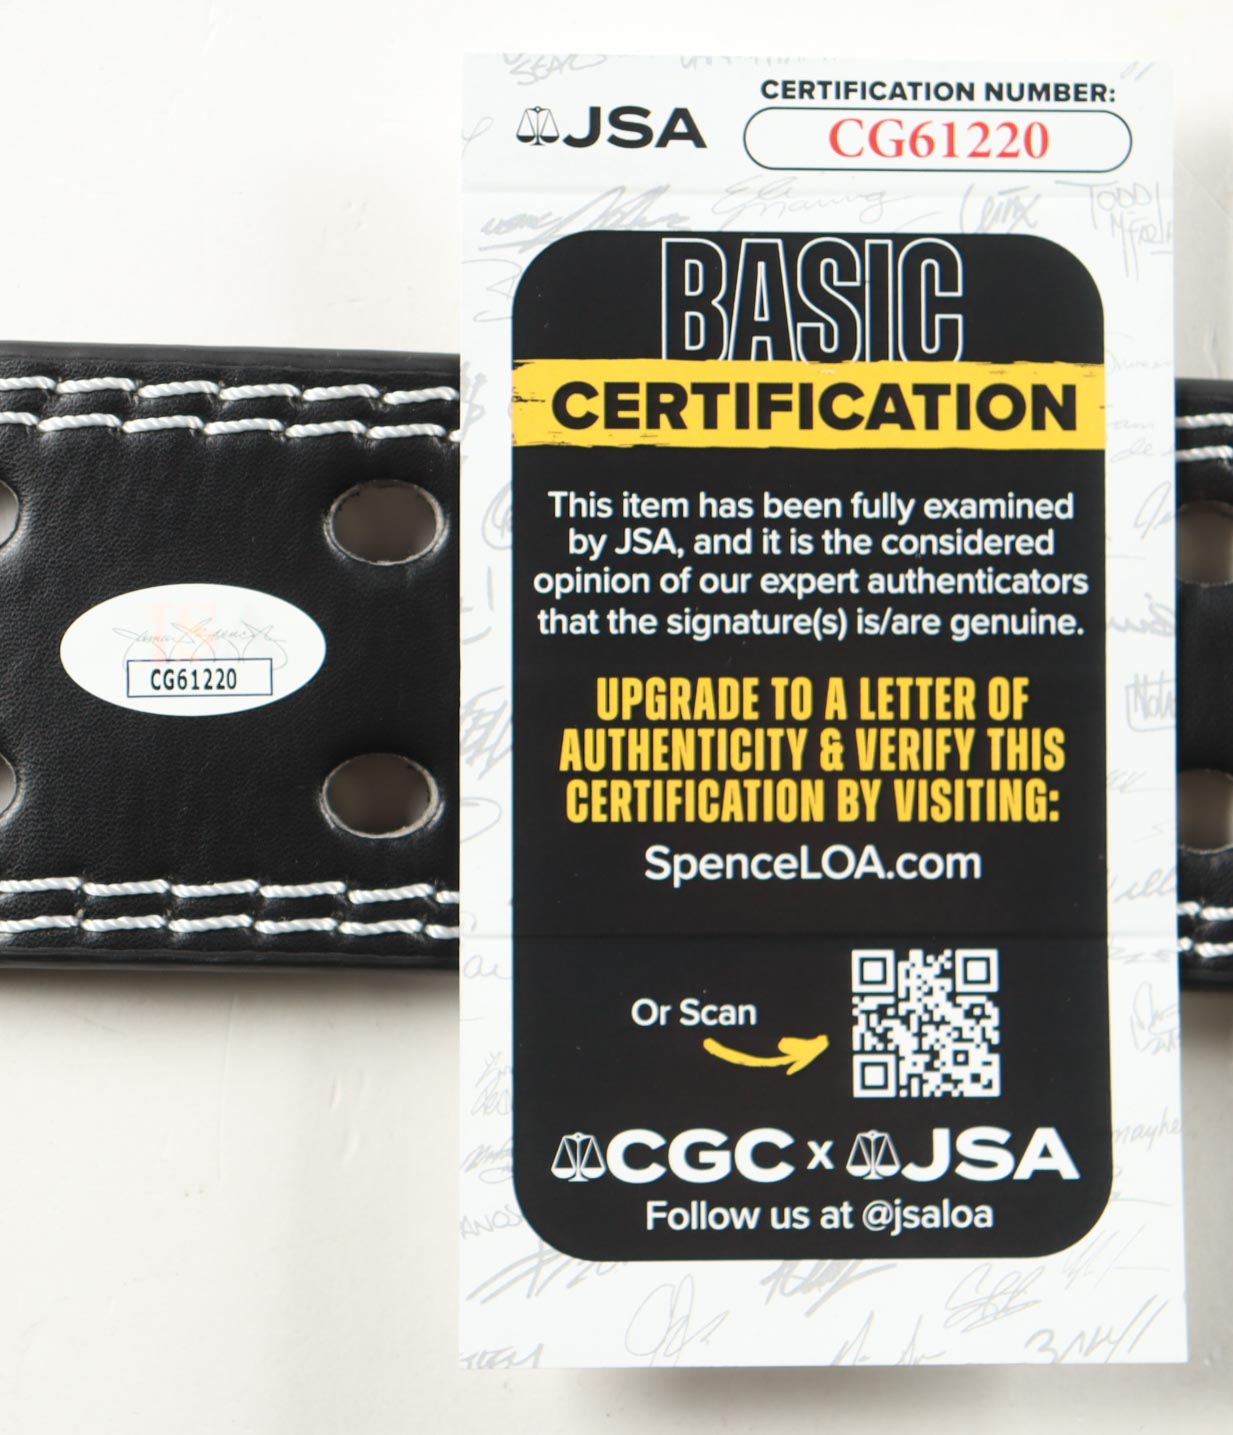 JSA
CERTIFICATION NUMBER:
CG61220
BASIC
CERTIFICATION
This item has been fully examined
by JSA, and it is the considered
opinion of our expert authenticators
that the signature(s) is/are genuine.
UPGRADE TO A LETTER OF
AUTHENTICITY & VERIFY THIS
CERTIFICATION BY VISITING:
SpenceLOA.com
Or Scan
CGC x JSA
Follow us at @jsaloa
JSA
CG61220